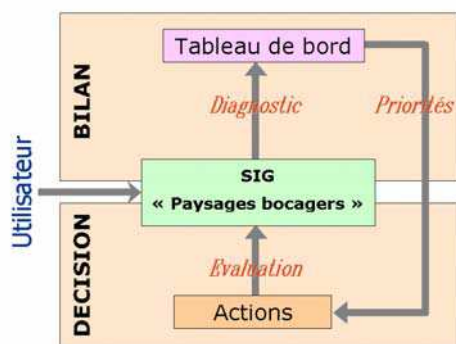 Tableau de bord
Diagnostic
Priorités
BILAN
SIG
« Paysages bocagers »
Utilisateur
DECISION
Evaluation
Actions